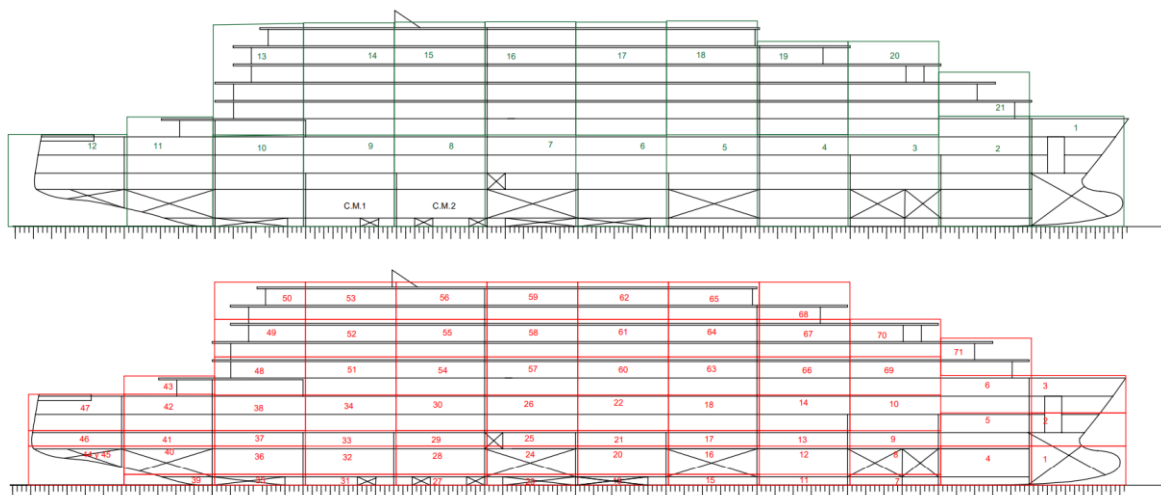 13 14 15 16 17 18 19 20
21
12 11 10 9 8 7 6 5 4 3 2 1
C.M.1 C.M.2
50 53 56 59 62 65
68
49 52 55 58 61 64 67 70
71
48 51 54 57 60 63 66 69
43 6 3
47 42 38 34 30 26 22 18 14 10
5 2
46 41 37 33 29 25 21 17 13 9
44 y 45 40 36 32 28 24 20 16 12 8 4 1
39 35 31 27 15 11 7